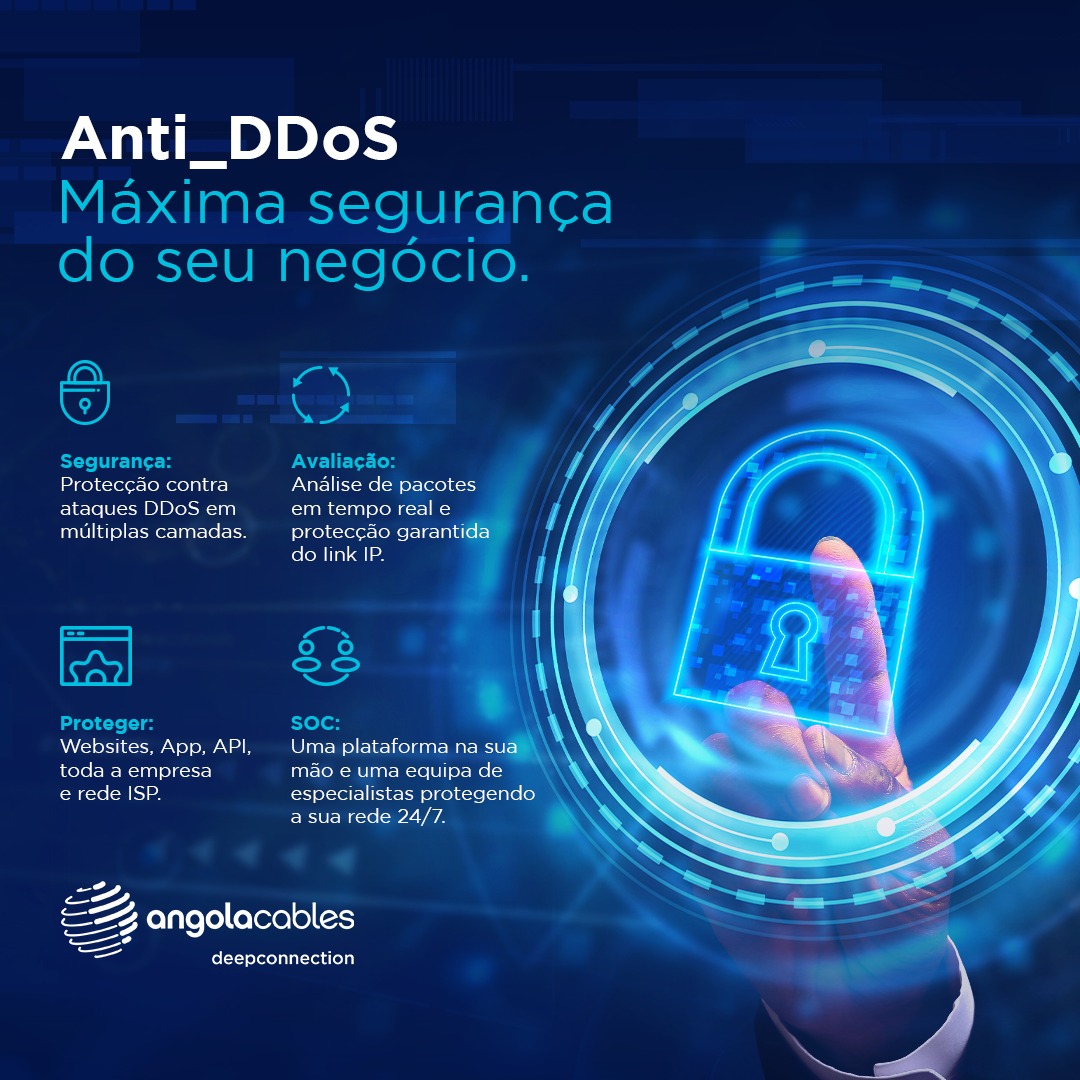 Anti_DDoS
Máxima segurança
do seu negócio.
Segurança:
Protecção contra
ataques DDoS em
múltiplas camadas.
Avaliação:
Análise de pacotes
em tempo real e
protecção garantida
do link IP.
Proteger:
Websites, App, API,
toda a empresa
e rede ISP.
SOC:
Uma plataforma na sua
mão e uma equipa de
especialistas protegendo
a sua rede 24/7.
angolacables
deepconnection